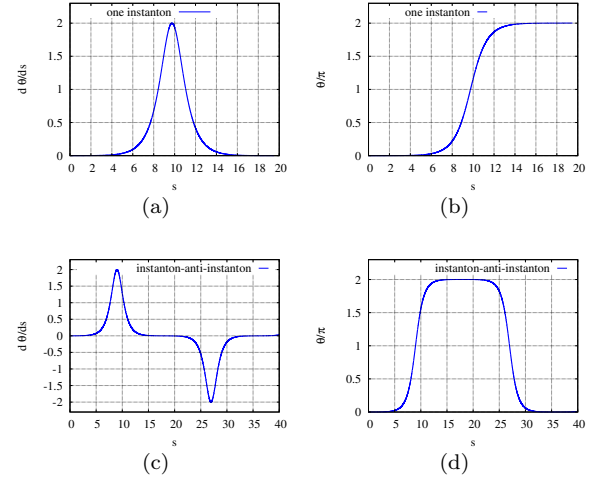 one instanton
d θ/ds
2
1.5
1
0.5
0
0 2 4 6 8 10 12 14 16 18 20
s
(a)
one instanton
θ/π
2
1.5
1
0.5
0
0 2 4 6 8 10 12 14 16 18 20
s
(b)
instanton-anti-instanton
d θ/ds
2
1.5
1
0.5
0
-0.5
-1
-1.5
-2
0 5 10 15 20 25 30 35 40
s
(c)
instanton-anti-instanton
θ/π
2
1.5
1
0.5
0
0 5 10 15 20 25 30 35 40
s
(d)